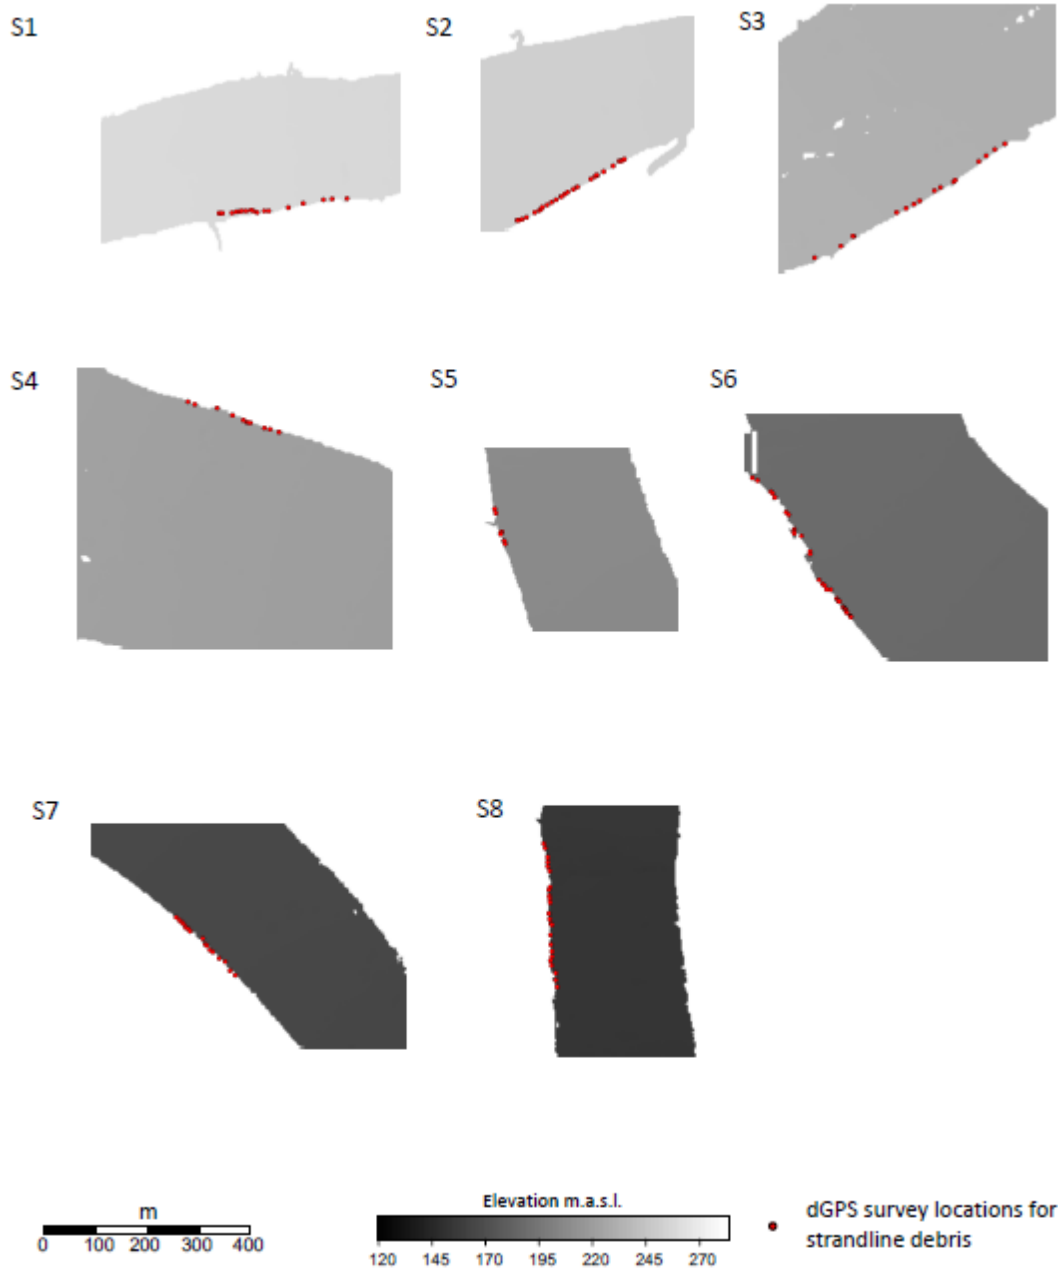 S1
S2
S3
S4
S5
S6
S7
S8
m
0 100 200 300 400
Elevation m.a.s.l.
120 145 170 195 220 245 270
dGPS survey locations for
strandline debris